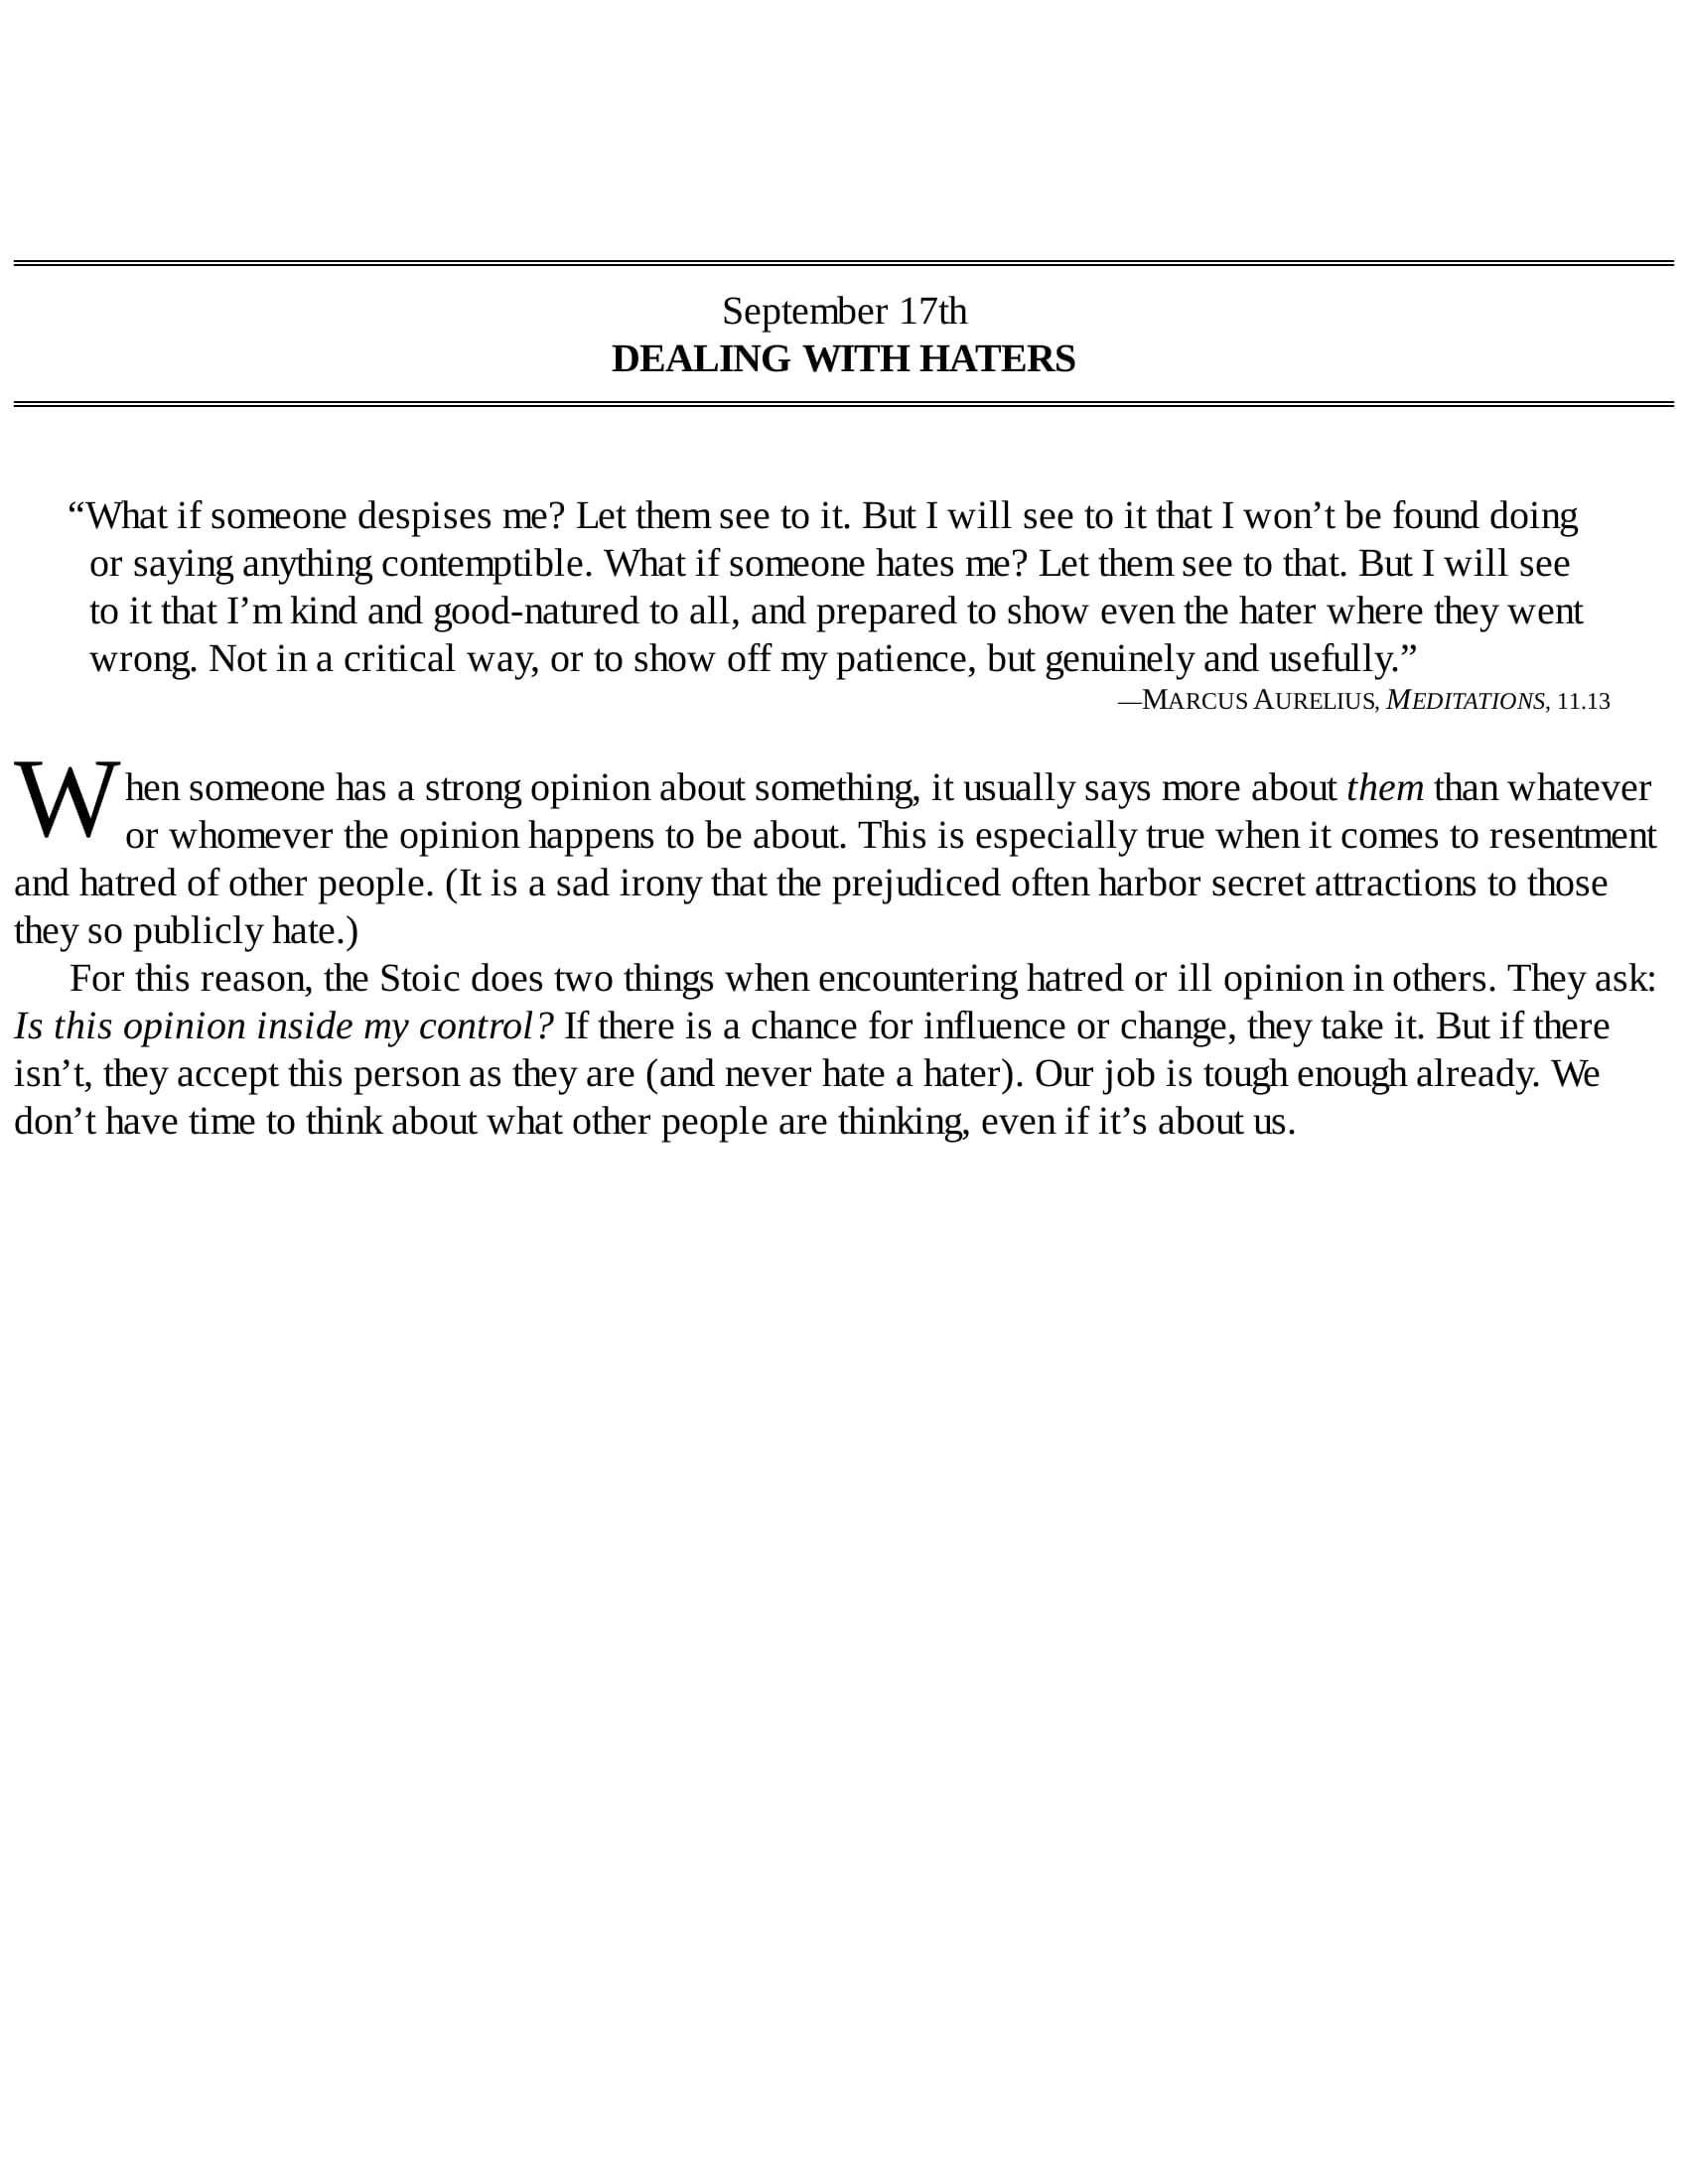 September 17th
DEALING WITH HATERS
“What if someone despises me? Let them see to it. But I will see to it that I won’t be found doing
or saying anything contemptible. What if someone hates me? Let them see to that. But I will see
to it that I’m kind and good-natured to all, and prepared to show even the hater where they went
wrong. Not in a critical way, or to show off my patience, but genuinely and usefully.”
—MARCUS AURELIUS, MEDITATIONS, 11.13
When someone has a strong opinion about something, it usually says more about them than whatever
or whomever the opinion happens to be about. This is especially true when it comes to resentment
and hatred of other people. (It is a sad irony that the prejudiced often harbor secret attractions to those
they so publicly hate.)
For this reason, the Stoic does two things when encountering hatred or ill opinion in others. They ask:
Is this opinion inside my control? If there is a chance for influence or change, they take it. But if there
isn’t, they accept this person as they are (and never hate a hater). Our job is tough enough already. We
don’t have time to think about what other people are thinking, even if it’s about us.